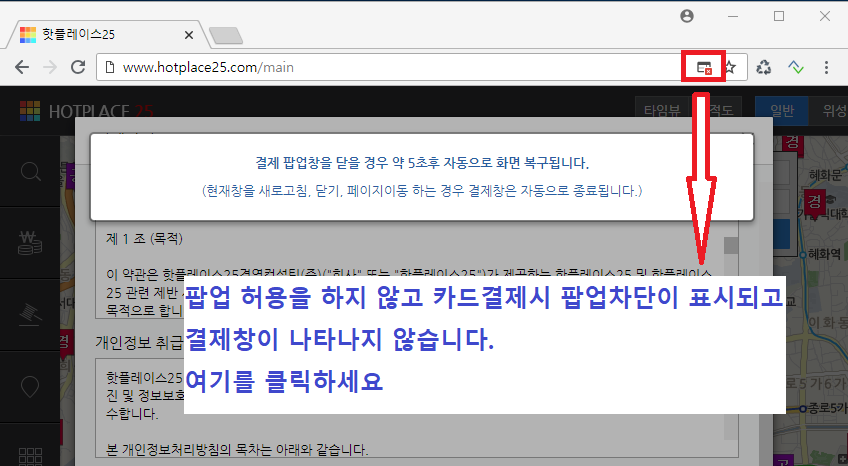 핫플레이스25
www.hotplace25.com/main
HOTPLACE 25
타임뷰
적도
일반
위성
경
결제 팝업창을 닫을 경우 약 5초후 자동으로 화면 복구됩니다.
(현재창을 새로고침, 닫기, 페이지이동 하는 경우 결제창은 자동으로 종료됩니다.)
혜화문
경
혜화역
제 1 조 (목적)
이 약관은 핫플레이스25경영컨설팅(주)("회사" 또는 "핫플레이스25")가 제공하는 핫플레이스25 및 핫플레이스
25 관련 제반
목적으로 합니
팝업 허용을 하지 않고 카드결제시 팝업차단이 표시되고
결제창이 나타나지 않습니다.
여기를 클릭하세요
이화동
경
개인정보 취급
핫플레이스25
진 및 정보보호
수합니다.
종로5가6가
종로5가
본 개인정보처리방침의 목차는 아래와 같습니다.